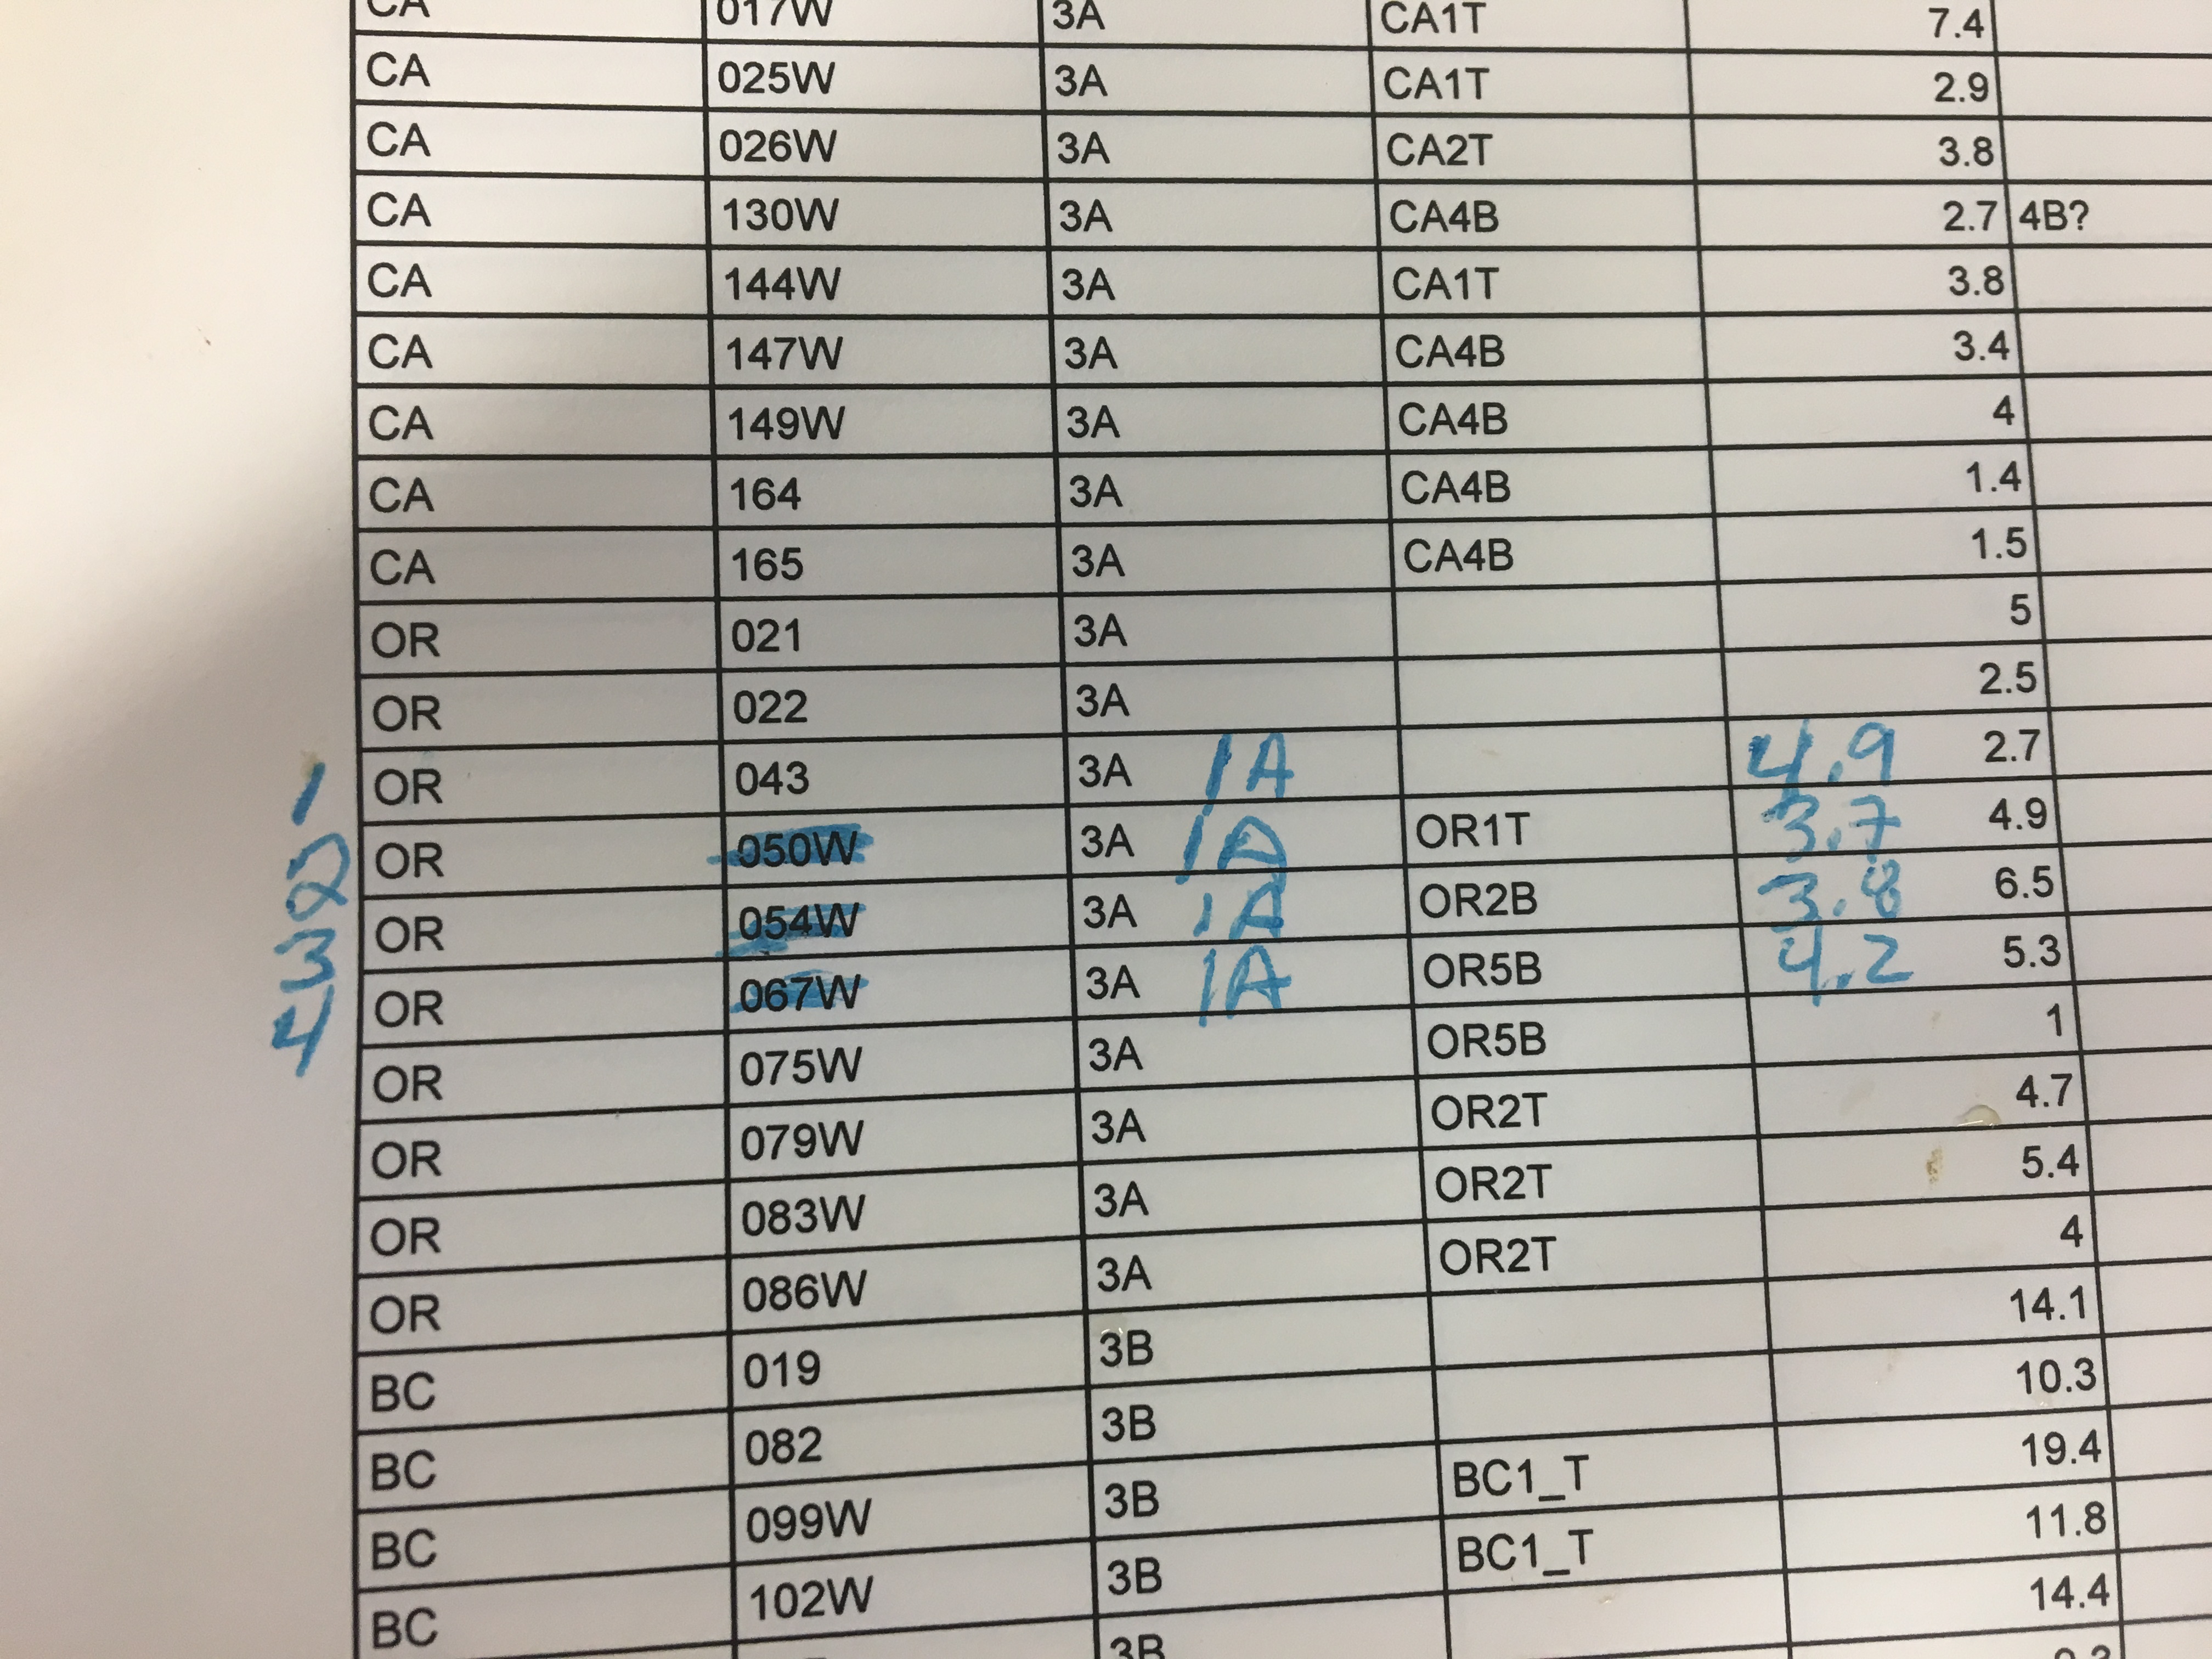 CA 017W 3A CA1T 7.4
CA 025W 3A CA1T 2.9
CA 026W 3A CA2T 3.8
CA 130W 3A CA4B 2.7 4B?
CA 144W 3A CA1T 3.8
CA 147W 3A CA4B 3.4
CA 149W 3A CA4B 4
CA 164 3A CA4B 1.4
CA 165 3A CA4B 1.5
OR 021 3A 5
OR 022 3A 2.5
OR 043 3A 1A 4.9 2.7
OR 050W 3A 1A OR1T 3.7 4.9
OR 054W 3A 1A OR2B 3.8 6.5
OR 067W 3A 1A OR5B 4.2 5.3
OR 075W 3A OR5B 1
OR 079W 3A OR2T 4.7
OR 083W 3A OR2T 5.4
OR 086W 3A OR2T 4
BC 019 3B 14.1
BC 082 3B 10.3
BC 099W 3B BC1_T 19.4
BC 102W 3B BC1_T 11.8
BC 3B 14.4